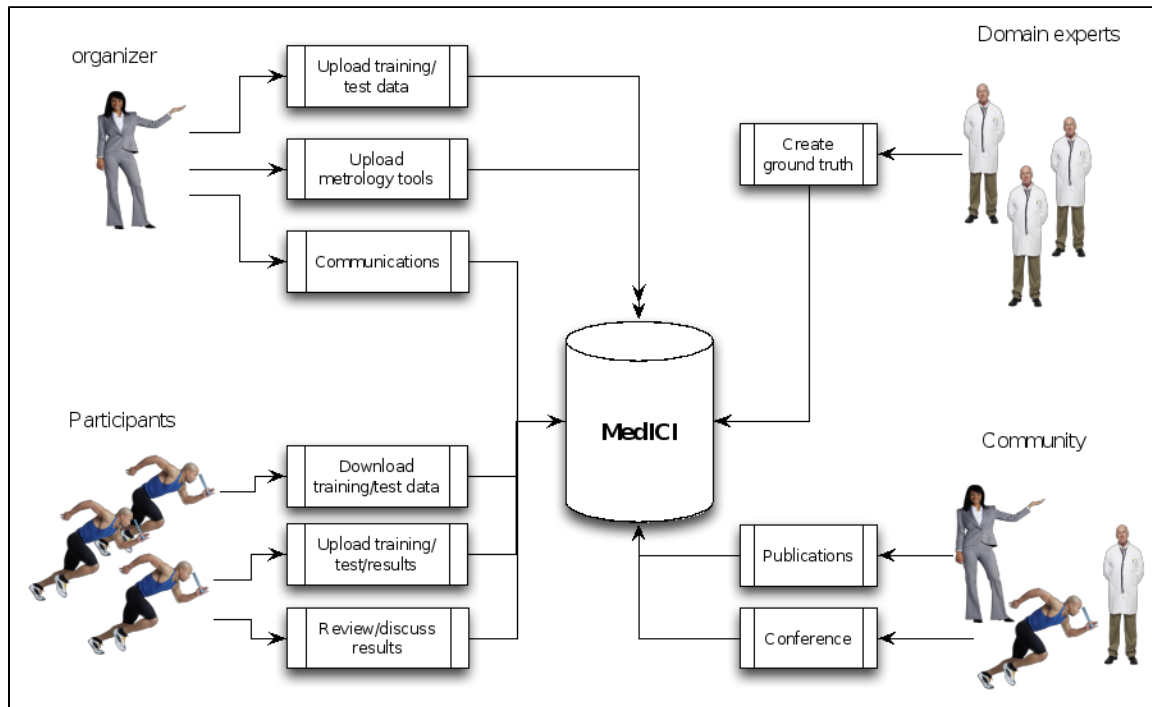 organizer
Upload training/
test data
Upload
metrology tools
Communications
Domain experts
Create
ground truth
MedICI
Participants
Download
training/test data
Upload training/
test/results
Review/discuss
results
Community
Publications
Conference